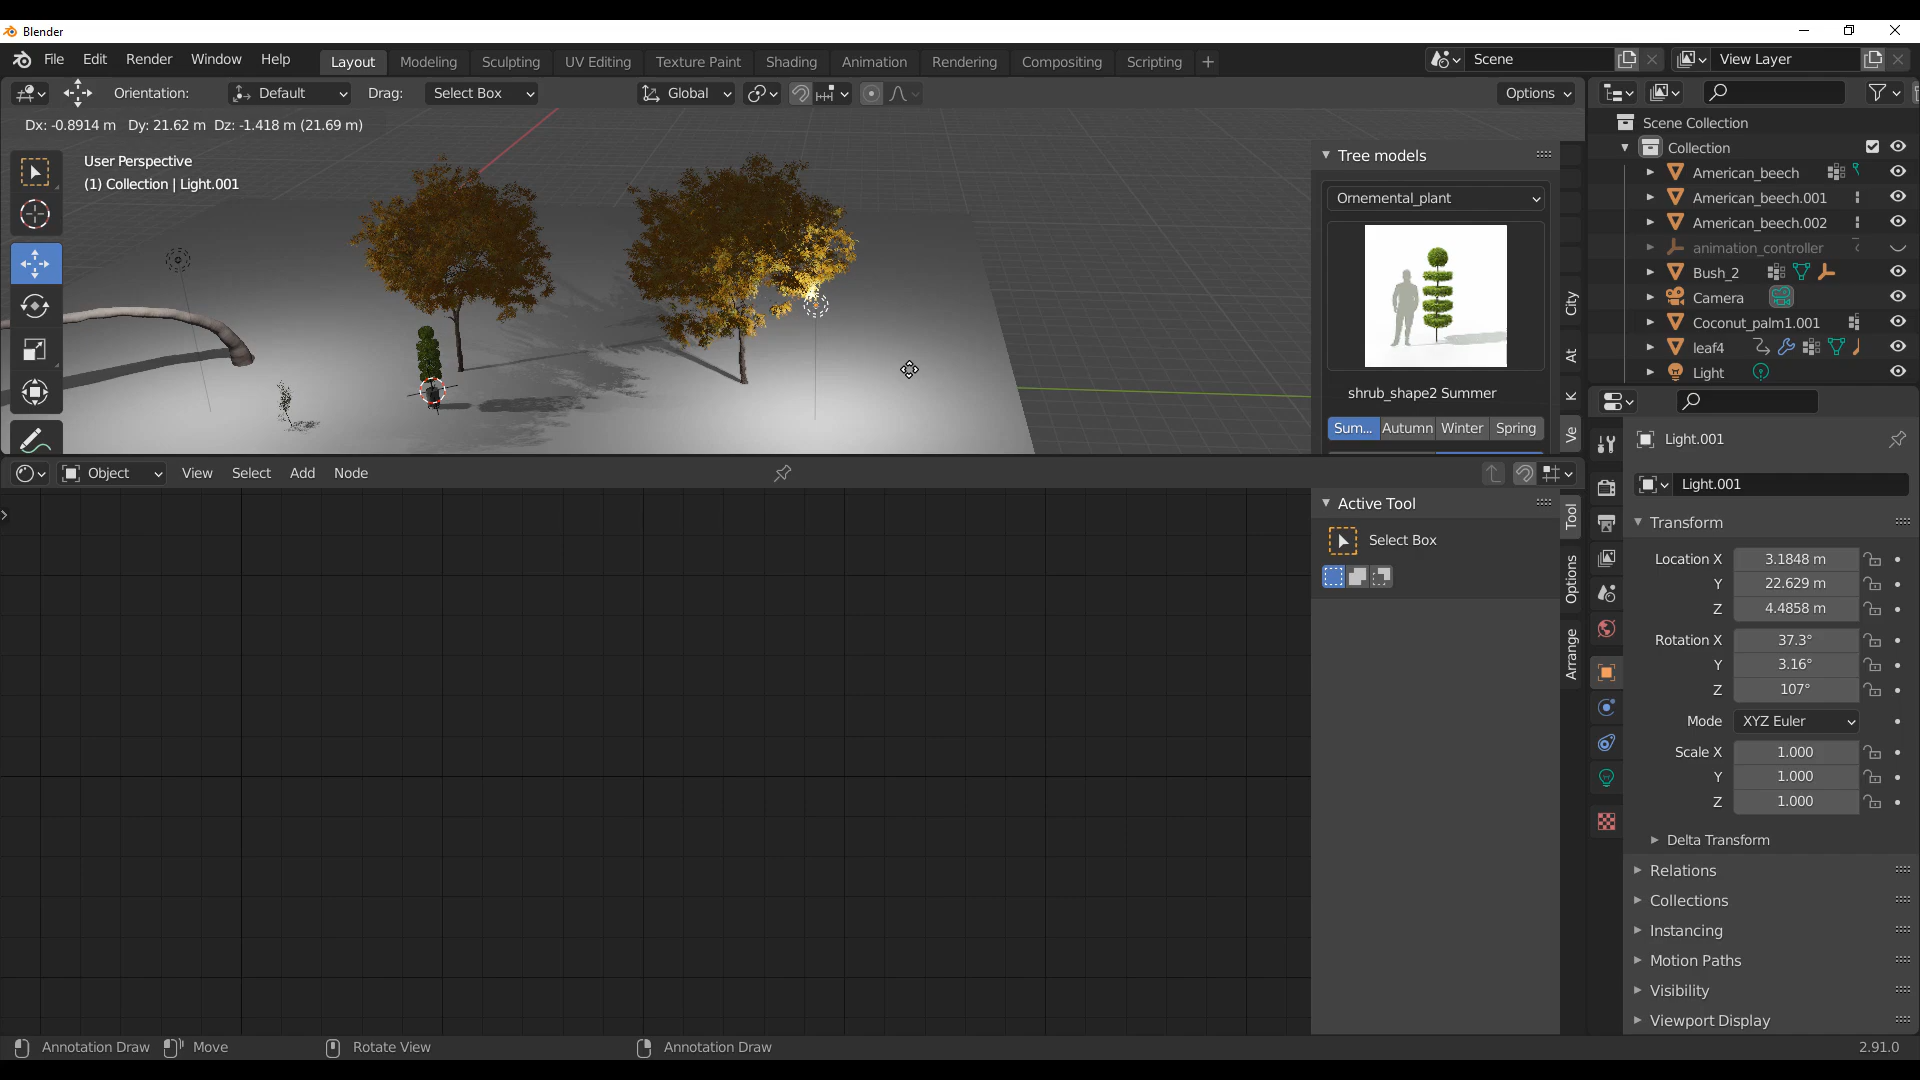 Blender
File Edit Render Window Help Layout Modeling Sculpting UV Editing Texture Paint Shading Animation Rendering Compositing Scripting + Scene View Layer
Orientation: Default Drag: Select Box Global Options
Dx: -0.8914 m Dy: 21.62 m Dz: -1.418 m (21.69 m)
User Perspective
(1) Collection | Light.001
Tree models
Ornemental_plant
shrub_shape2 Summer
Sum... Autumn Winter Spring
City
At
K
Ve
Scene Collection
Collection
American_beech
American_beech.001
American_beech.002
animation_controller
Bush_2
Camera
Coconut_palm1.001
leaf4
Light
Object View Select Add Node
Active Tool
Select Box
Tool
Options
Arrange
Light.001
Light.001
Transform
Location X 3.1848 m
Y 22.629 m
Z 4.4858 m
Rotation X 37.3°
Y 3.16°
Z 107°
Mode XYZ Euler
Scale X 1.000
Y 1.000
Z 1.000
Delta Transform
Relations
Collections
Instancing
Motion Paths
Visibility
Viewport Display
Annotation Draw Move Rotate View Annotation Draw 2.91.0